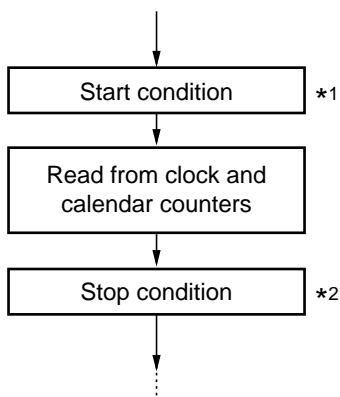 Start condition *1
Read from clock and
calendar counters
Stop condition *2